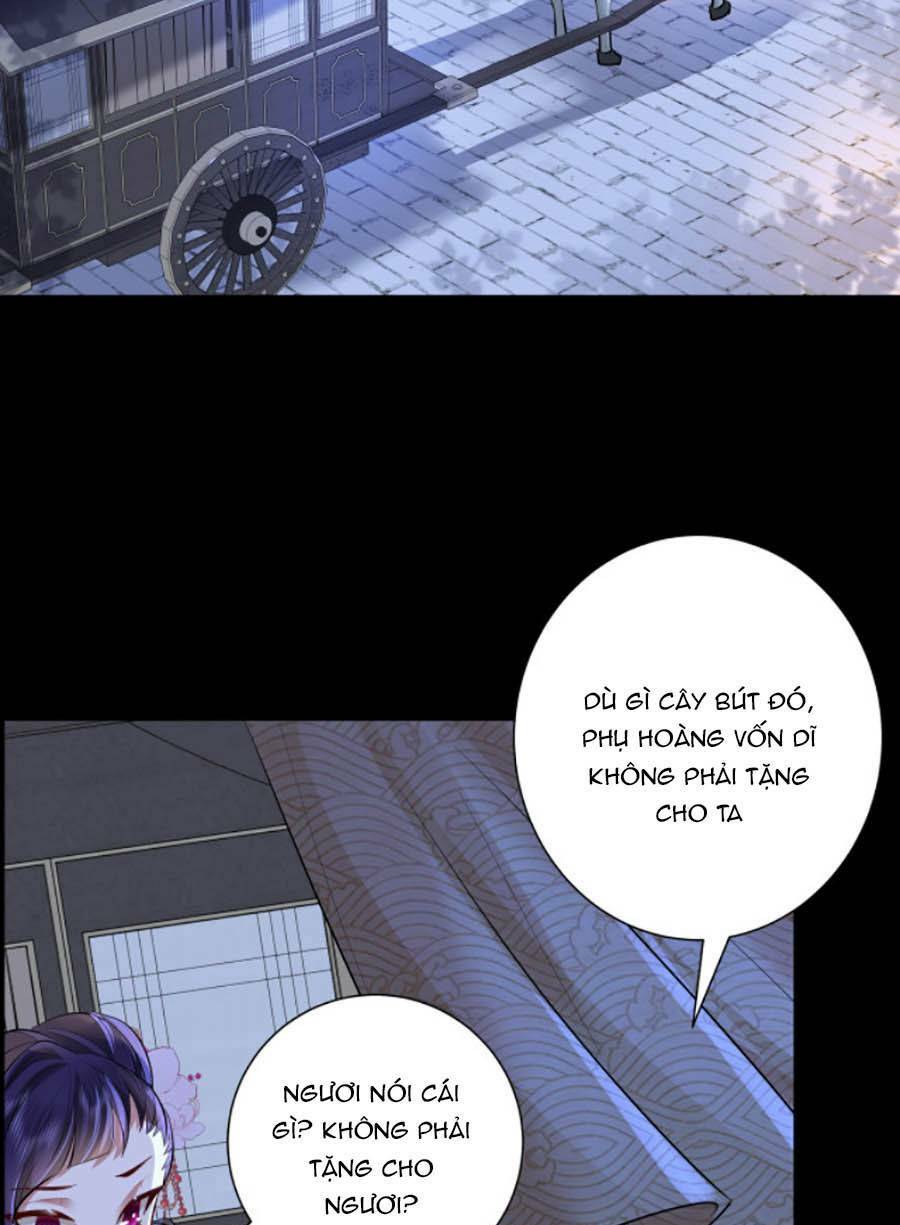 DÙ GÌ CÂY BÚT ĐÓ,
PHỤ HOÀNG VỐN DĨ
KHÔNG PHẢI TẶNG
CHO TA
NGƯƠI NÓI CÁI
GÌ? KHÔNG PHẢI
TẶNG CHO
NGƯƠI?